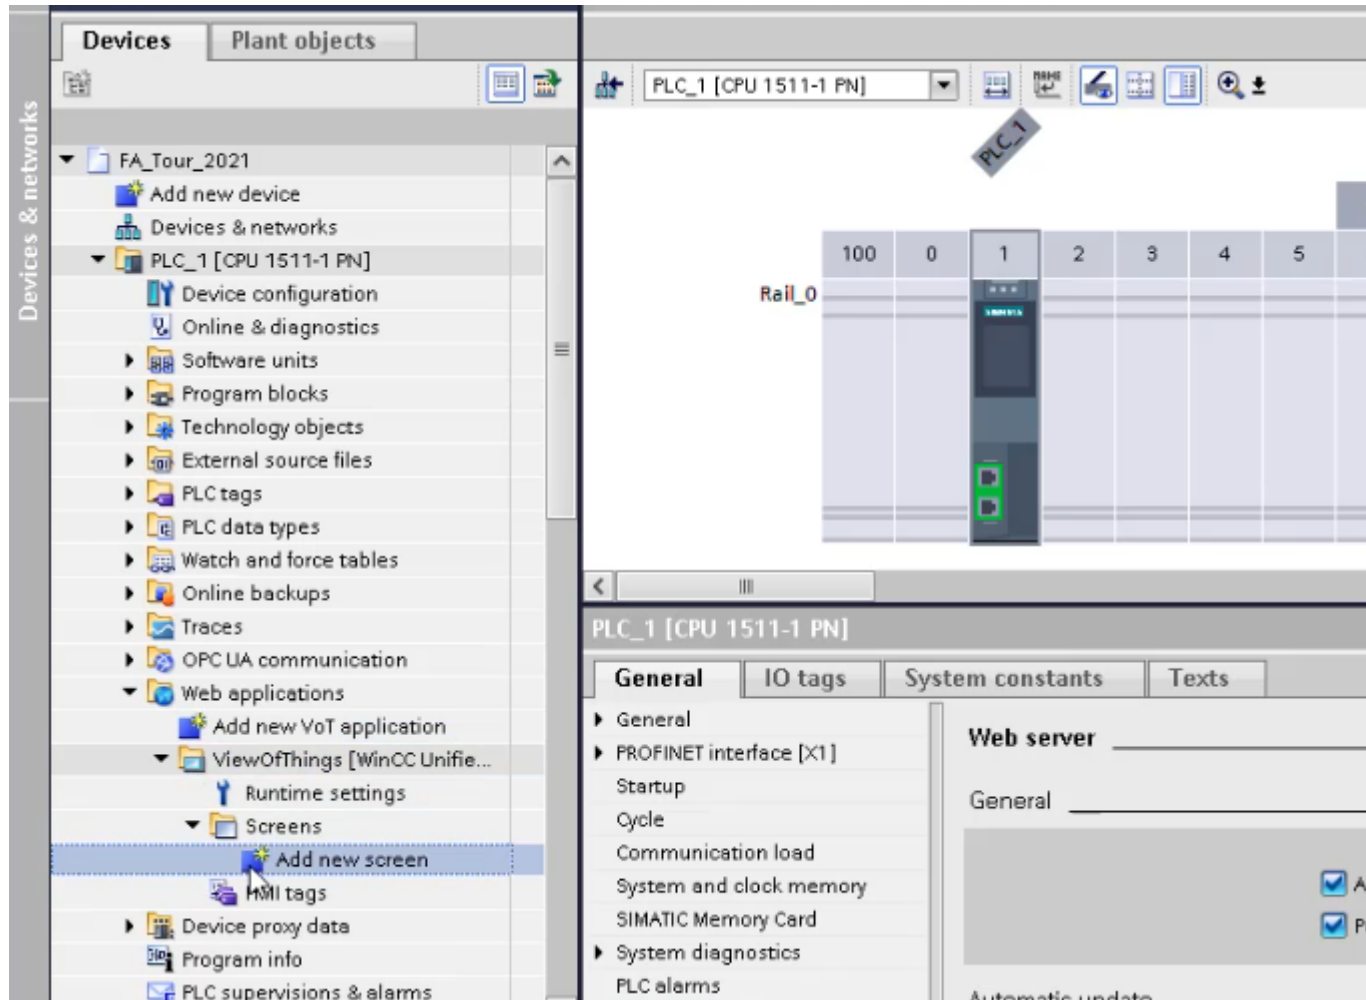 Devices
Plant objects
Devices & networks
FA_Tour_2021
Add new device
Devices & networks
PLC_1 [CPU 1511-1 PN]
Device configuration
Online & diagnostics
Software units
Program blocks
Technology objects
External source files
PLC tags
PLC data types
Watch and force tables
Online backups
Traces
OPC UA communication
Web applications
Add new VoT application
ViewOfThings [WinCC Unifie...
Runtime settings
Screens
Add new screen
HMI tags
Device proxy data
Program info
PLC supervisions & alarms
PLC_1 [CPU 1511-1 PN]
PLC_1
100 0 1 2 3 4 5
Rail_0
SIEMENS
PLC_1 [CPU 1511-1 PN]
General
IO tags
System constants
Texts
General
PROFINET interface [X1]
Startup
Cycle
Communication load
System and clock memory
SIMATIC Memory Card
System diagnostics
PLC alarms
Web server
General
A
P
Automatic update